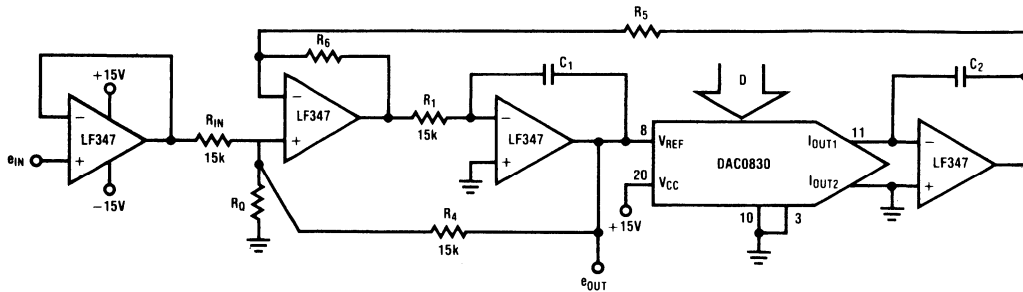 R5
R6
C1
C2
+15V
D
LF347
RIN
15k
LF347
R1
15k
LF347
8
VREF
DAC0830
IOUT1
11
LF347
eIN
−15V
20
VCC
IOUT2
RQ
R4
15k
+15V
10
3
eOUT